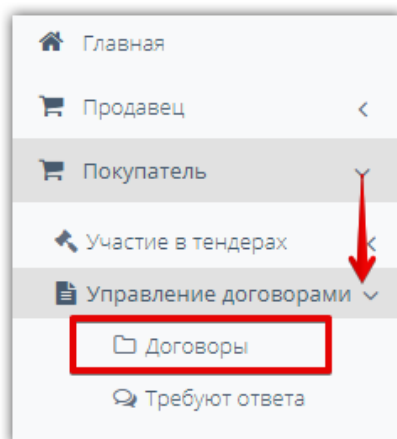 Главная
Продавец
Покупатель
Участие в тендерах
Управление договорами
Договоры
Требуют ответа